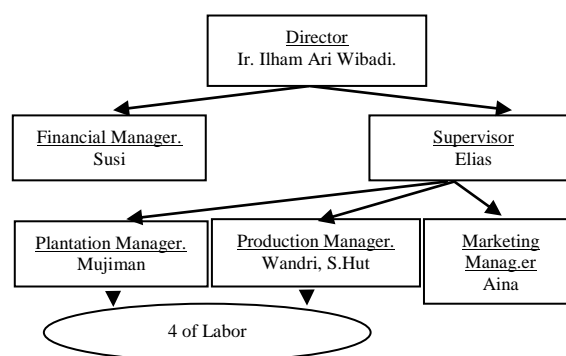 Director
Ir. Ilham Ari Wibadi.
Financial Manager.
Susi
Supervisor
Elias
Plantation Manager.
Mujiman
Production Manager.
Wandri, S.Hut
Marketing
Manag.er
Aina
4 of Labor